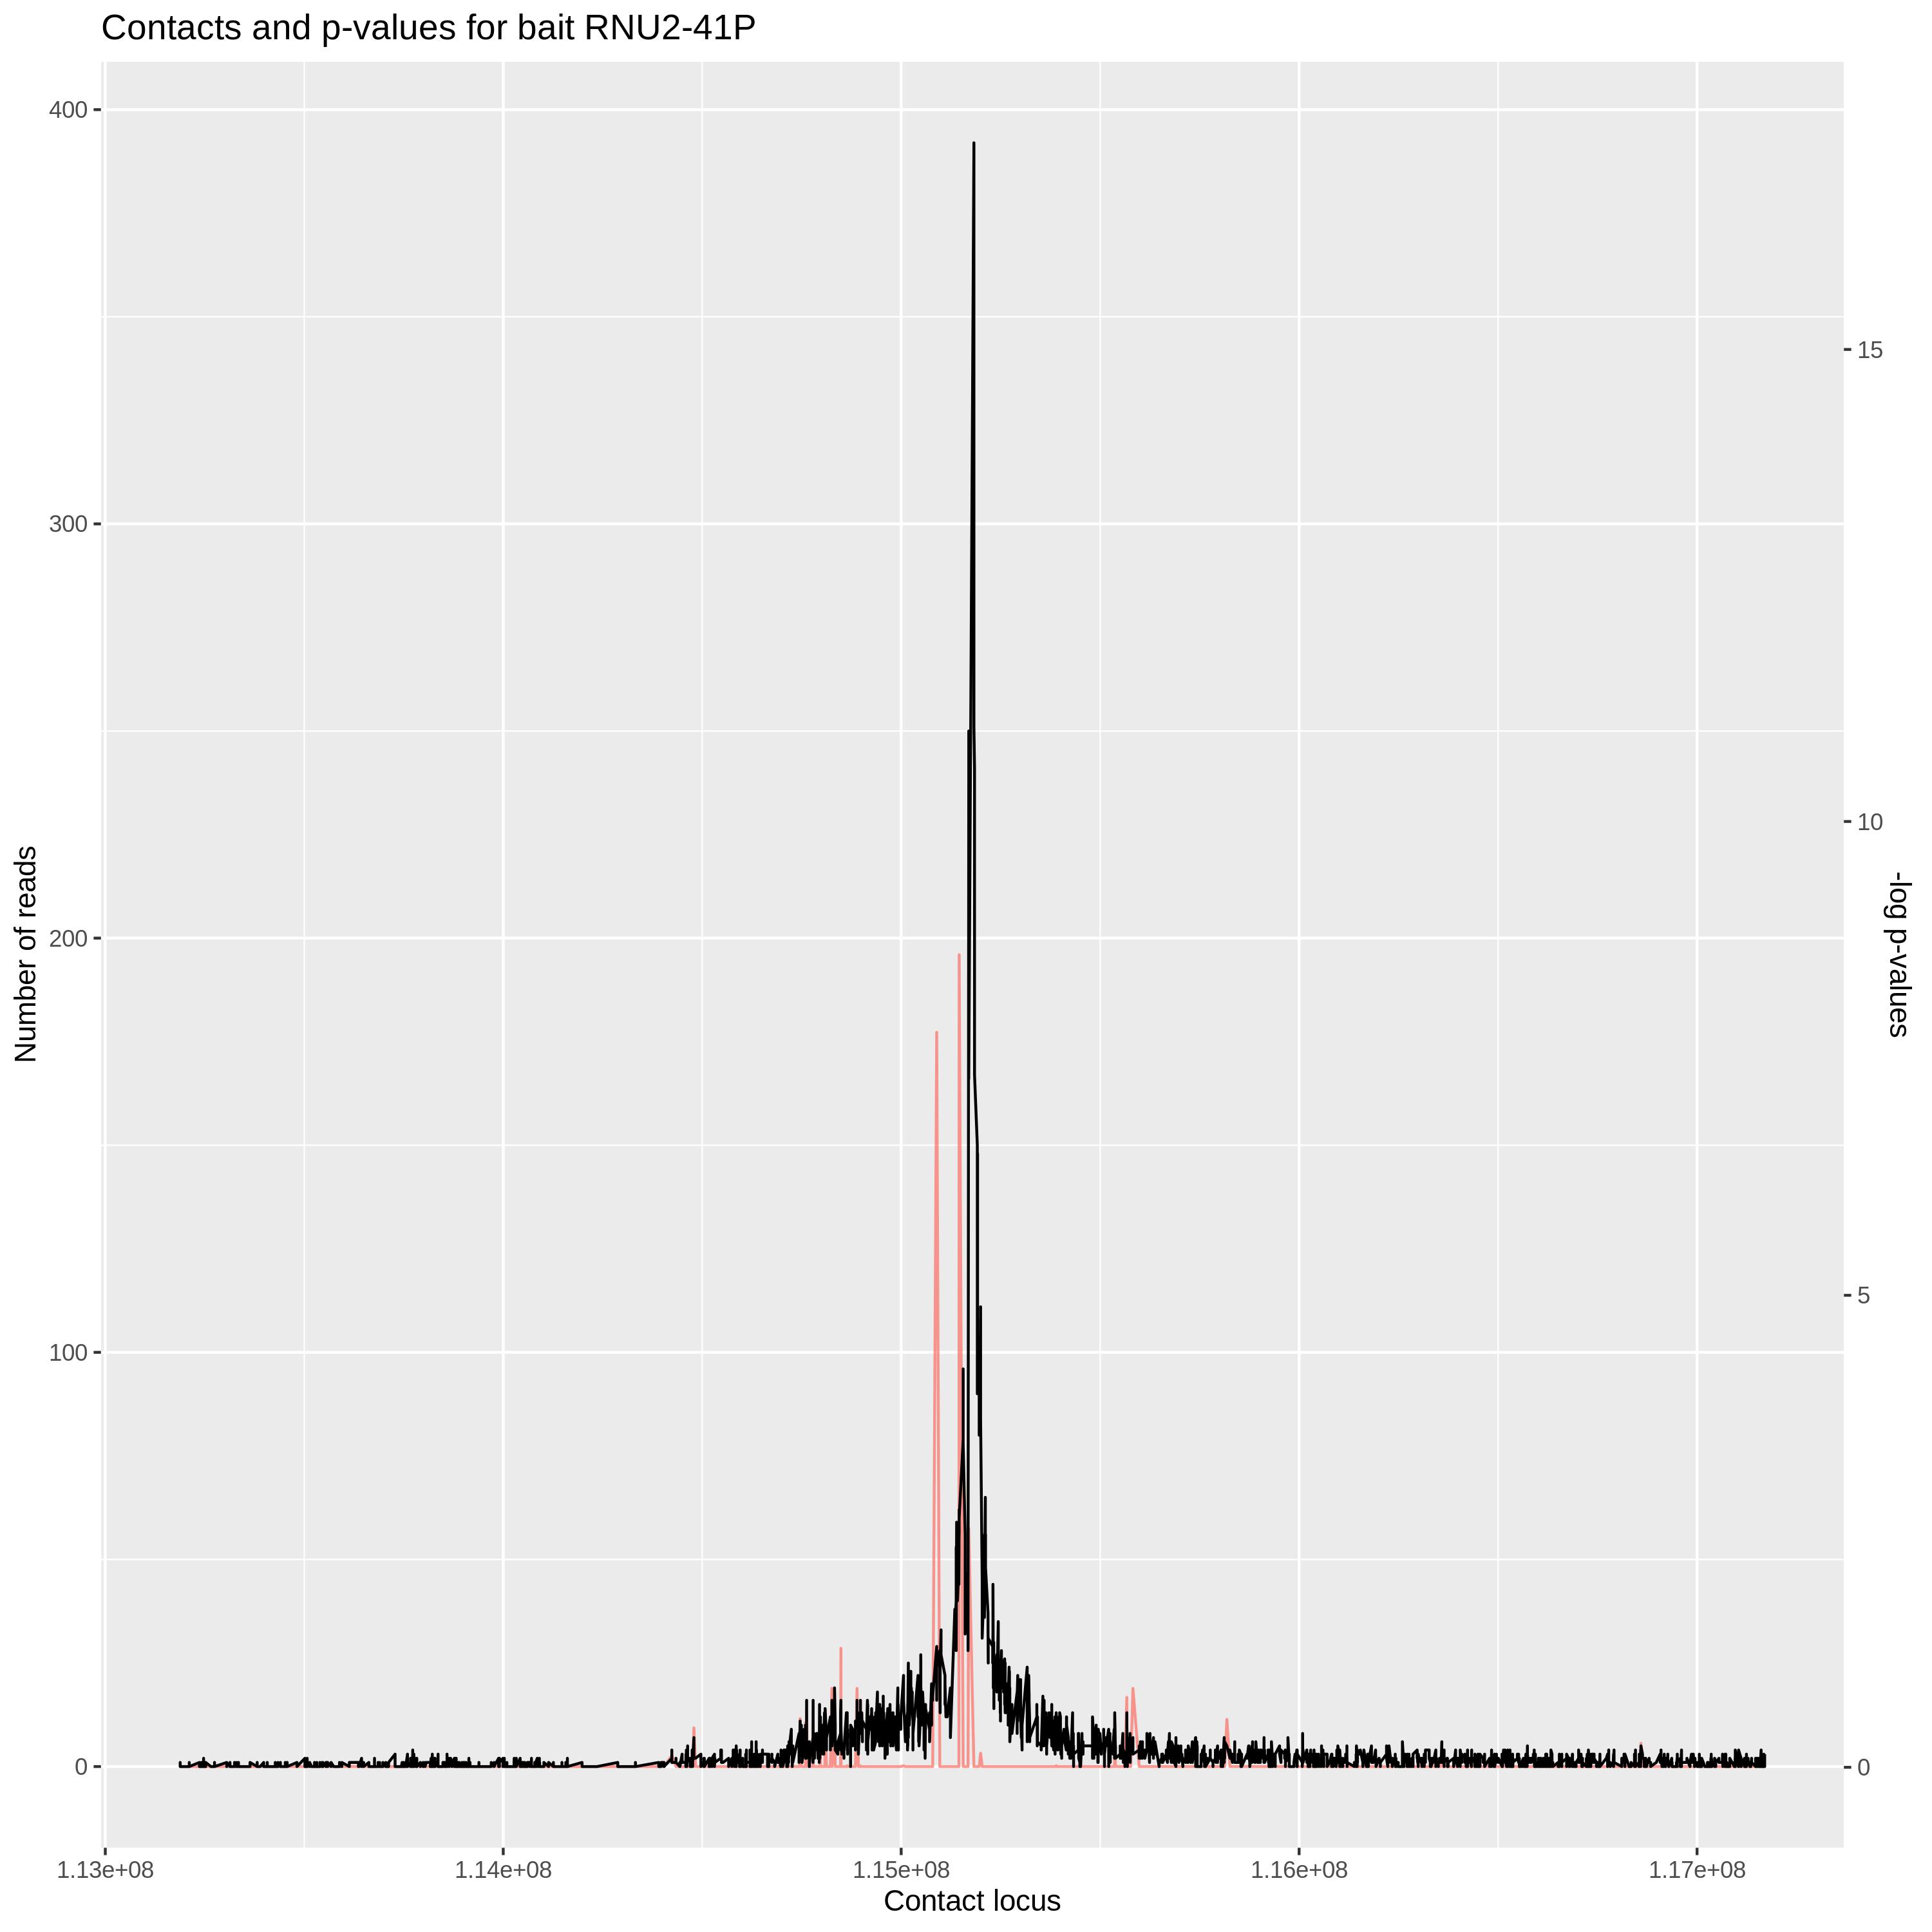 Contacts and p-values for bait RNU2-41P
400
300
200
100
0
Number of reads
15
10
5
0
-log p-values
1.13e+08
1.14e+08
1.15e+08
1.16e+08
1.17e+08
Contact locus